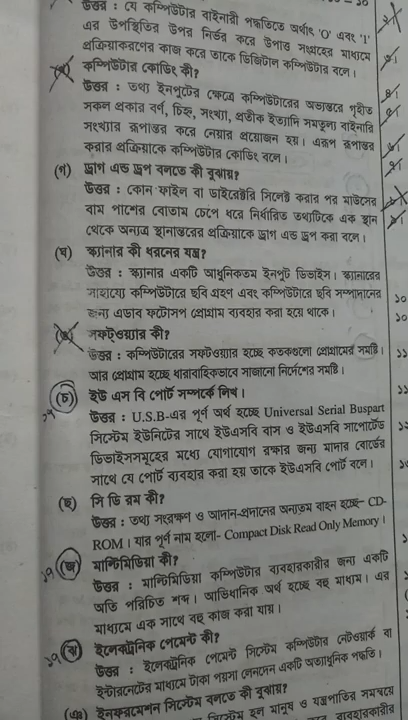 উত্তর : যে কম্পিউটার বাইনারী পদ্ধতিতে অর্থাৎ '0' এবং '1'
এর উপস্থিতির উপর নির্ভর করে উপাত্ত সংগ্রহের মাধ্যমে
প্রক্রিয়াকরণের কাজ করে তাকে ডিজিটাল কম্পিউটার বলে।
কম্পিউটার কোডিং কী?
উত্তর : তথ্য ইনপুটের ক্ষেত্রে কম্পিউটারের অভ্যন্তরে গৃহীত
সকল প্রকার বর্ণ, চিহ্ন, সংখ্যা, প্রতীক ইত্যাদি সমতুল্য বাইনারি
সংখ্যার রূপান্তর করে নেয়ার প্রয়োজন হয়। এরূপ রূপান্তর
করার প্রক্রিয়াকে কম্পিউটার কোডিং বলে।
(গ) ড্রাগ এন্ড ড্রপ বলতে কী বুঝায়?
উত্তর : কোন ফাইল বা ডাইরেক্টরি সিলেক্ট করার পর মাউসের
বাম পাশের বোতাম চেপে ধরে নির্ধারিত তথ্যটিকে এক স্থান
থেকে অন্যত্র স্থানান্তরের প্রক্রিয়াকে ড্রাগ এন্ড ড্রপ করা বলে।
(ঘ) স্ক্যানার কী ধরনের যন্ত্র?
উত্তর : স্ক্যানার একটি আধুনিকতম ইনপুট ডিভাইস। স্ক্যানারের
সাহায্যে কম্পিউটারে ছবি গ্রহণ এবং কম্পিউটারে ছবি সম্পাদনের
জন্য এডাব ফটোসপ প্রোগ্রাম ব্যবহার করা হয়ে থাকে।
(ঙ) সফট্ওয়্যার কী?
উত্তর : কম্পিউটারের সফটওয়্যার হচ্ছে কতকগুলো প্রোগ্রামের সমষ্টি।
আর প্রোগ্রাম হচ্ছে ধারাবাহিকভাবে সাজানো নির্দেশের সমষ্টি।
(চ) ইউ এস বি পোর্ট সম্পর্কে লিখ।
উত্তর : U.S.B-এর পূর্ণ অর্থ হচ্ছে Universal Serial Buspart
সিস্টেম ইউনিটের সাথে ইউএসবি বাস ও ইউএসবি সাপোর্টেড
ডিভাইসসমূহের মধ্যে যোগাযোগ রক্ষার জন্য মাদার বোর্ডের
সাথে যে পোর্ট ব্যবহার করা হয় তাকে ইউএসবি পোর্ট বলে।
(ছ) সি ডি রম কী?
উত্তর : তথ্য সংরক্ষণ ও আদান-প্রদানের অন্যতম বাহন হচ্ছে- CD-
ROM। যার পূর্ণ নাম হলো- Compact Disk Read Only Memory।
(জ) মাল্টিমিডিয়া কী?
উত্তর : মাল্টিমিডিয়া কম্পিউটার ব্যবহারকারীর জন্য একটি
অতি পরিচিত শব্দ। আভিধানিক অর্থ হচ্ছে বহু মাধ্যম। এর
মাধ্যমে এক সাথে বহু কাজ করা যায়।
(ঝ) ইলেকট্রনিক পেমেন্ট কী?
উত্তর : ইলেকট্রনিক পেমেন্ট সিস্টেম কম্পিউটার নেটওয়ার্ক বা
ইন্টারনেটের মাধ্যমে টাকা পয়সা লেনদেন একটি অত্যাধুনিক পদ্ধতি।
(ঞ) ইনফরমেশন সিস্টেম বলতে কী বুঝায়?
সিস্টেম হল মানুষ ও যন্ত্রপাতির সমন্বয়ে
ব্যবহারকারীর